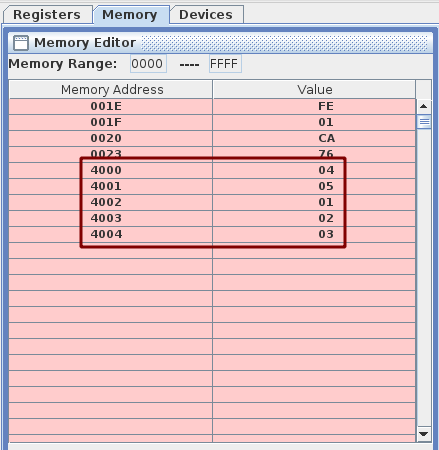 Registers Memory Devices
Memory Editor
Memory Range: 0000 ---- FFFF
Memory Address Value
001E FE
001F 01
0020 CA
0023 76
4000 04
4001 05
4002 01
4003 02
4004 03